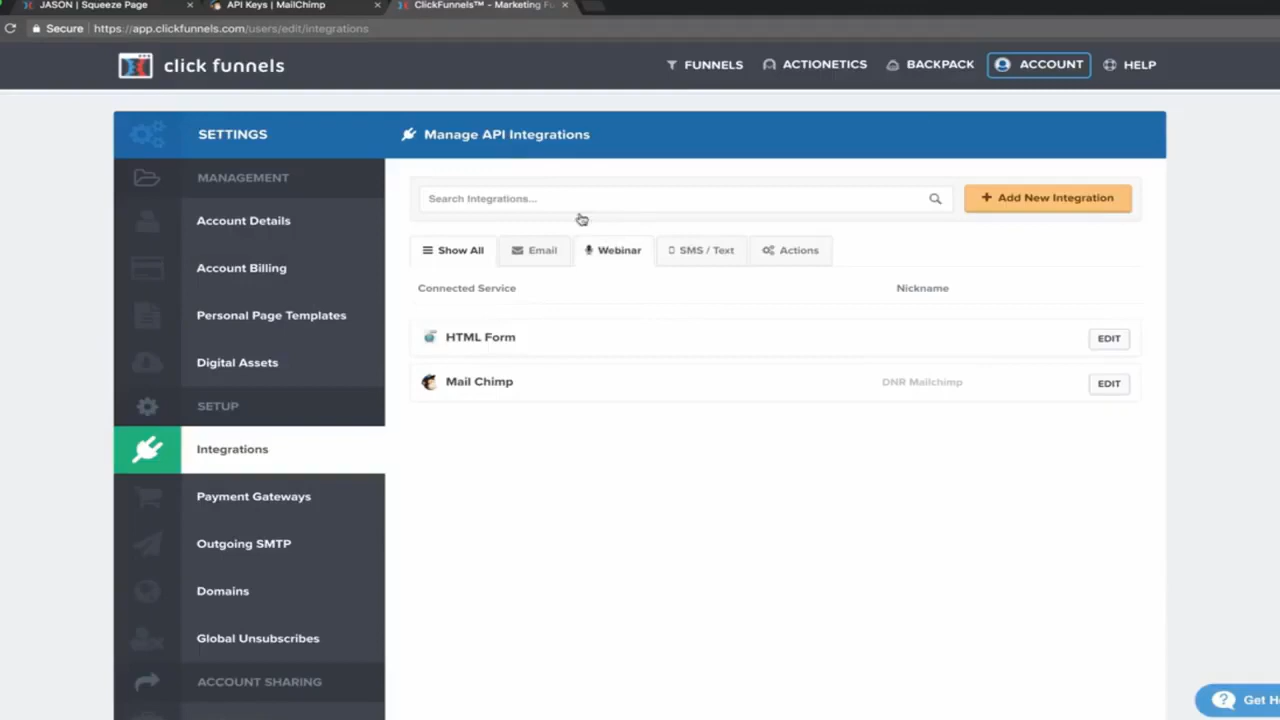 JASON | Squeeze Page
API Keys | MailChimp
ClickFunnels™ - Marketing Fu
Secure https://app.clickfunnels.com/users/edit/integrations
click funnels
FUNNELS
ACTIONETICS
BACKPACK
ACCOUNT
HELP
SETTINGS
Manage API Integrations
MANAGEMENT
Account Details
Account Billing
Personal Page Templates
Digital Assets
SETUP
Integrations
Payment Gateways
Outgoing SMTP
Domains
Global Unsubscribes
ACCOUNT SHARING
Search Integrations...
+ Add New Integration
Show All
Email
Webinar
SMS / Text
Actions
Connected Service
Nickname
HTML Form
EDIT
Mail Chimp
DNR Mailchimp
EDIT
? Get H